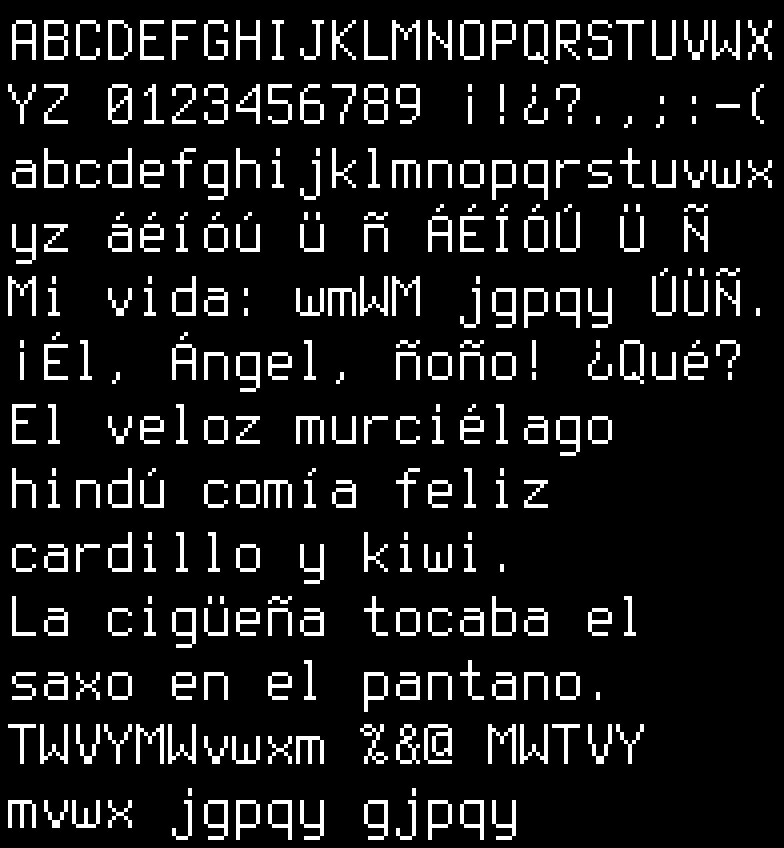 ABCDEFGHIJKLMNOPQRSTUVWX
YZ 0123456789 ¡!¿?.,;:-(
abcdefghijklmnopqrstuvwx
yz áéíóú ü ñ ÁÉÍÓÚ Ü Ñ
Mi vida: wmWM jgpqy ÚÜÑ.
¡Él, Ángel, ñoño! ¿Qué?
El veloz murciélago
hindú comía feliz
cardillo y kiwi.
La cigüeña tocaba el
saxo en el pantano.
TWVYMWvwxm %&@ MWTVY
mvwx jgpqy gjpqy